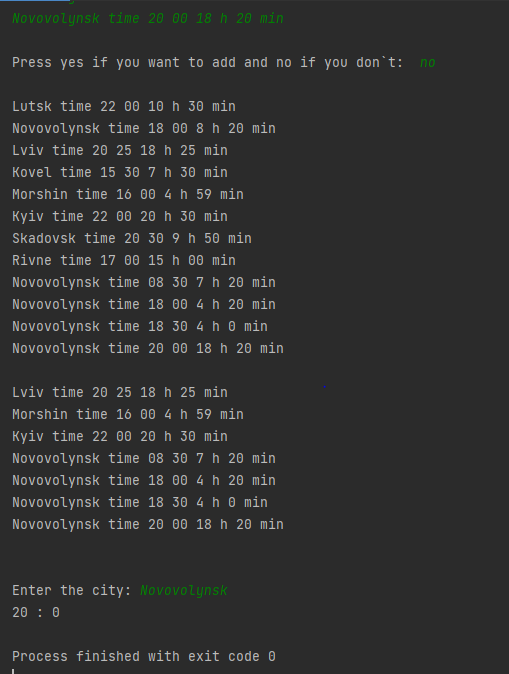 Novovolynsk time 20 00 18 h 20 min
Press yes if you want to add and no if you don`t:  no
Lutsk time 22 00 10 h 30 min
Novovolynsk time 18 00 8 h 20 min
Lviv time 20 25 18 h 25 min
Kovel time 15 30 7 h 30 min
Morshin time 16 00 4 h 59 min
Kyiv time 22 00 20 h 30 min
Skadovsk time 20 30 9 h 50 min
Rivne time 17 00 15 h 00 min
Novovolynsk time 08 30 7 h 20 min
Novovolynsk time 18 00 4 h 20 min
Novovolynsk time 18 30 4 h 0 min
Novovolynsk time 20 00 18 h 20 min
Lviv time 20 25 18 h 25 min
Morshin time 16 00 4 h 59 min
Kyiv time 22 00 20 h 30 min
Novovolynsk time 08 30 7 h 20 min
Novovolynsk time 18 00 4 h 20 min
Novovolynsk time 18 30 4 h 0 min
Novovolynsk time 20 00 18 h 20 min
Enter the city: Novovolynsk
20 : 0
Process finished with exit code 0